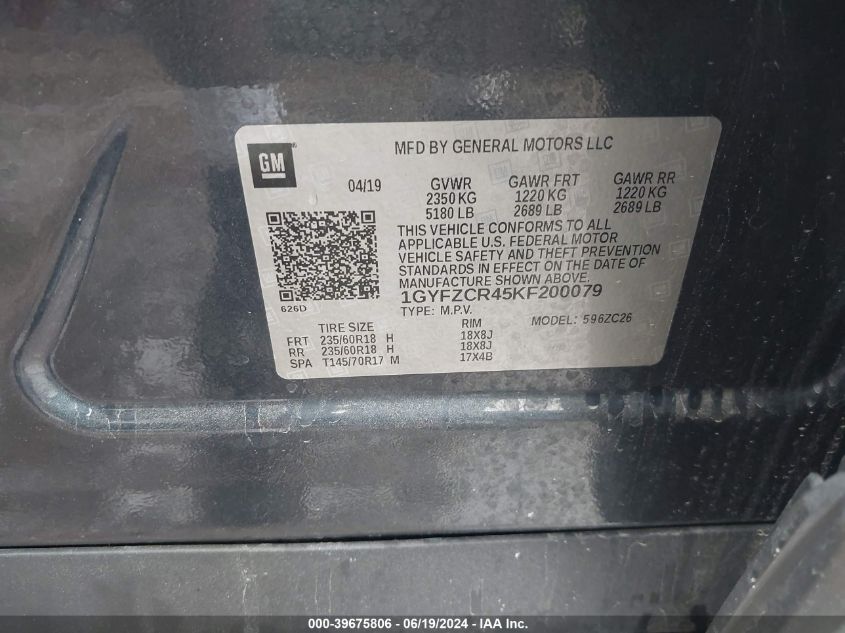 GM
MFD BY GENERAL MOTORS LLC
04/19 GVWR GAWR FRT GAWR RR
2350 KG 1220 KG 1220 KG
5180 LB 2689 LB 2689 LB
THIS VEHICLE CONFORMS TO ALL
APPLICABLE U.S. FEDERAL MOTOR
VEHICLE SAFETY AND THEFT PREVENTION
STANDARDS IN EFFECT ON THE DATE OF
MANUFACTURE SHOWN ABOVE.
1GYFZCR45KF200079
626D
TYPE: M.P.V. MODEL: 596ZC26
TIRE SIZE RIM
FRT 235/60R18 H 18X8J
RR 235/60R18 H 18X8J
SPA T145/70R17 M 17X4B
000-39675806 - 06/19/2024 - IAA Inc.